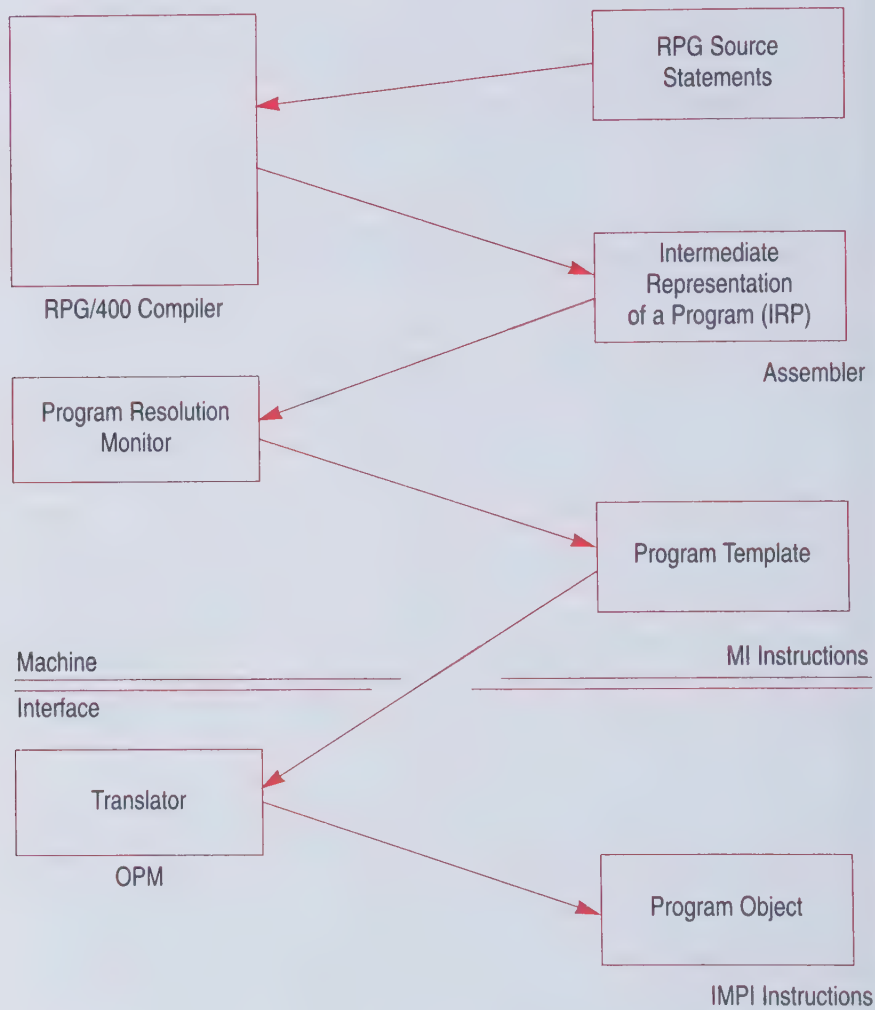 RPG Source
Statements
RPG/400 Compiler
Intermediate
Representation
of a Program (IRP)
Assembler
Program Resolution
Monitor
Program Template
MI Instructions
Machine
Interface
Translator
OPM
Program Object
IMPI Instructions